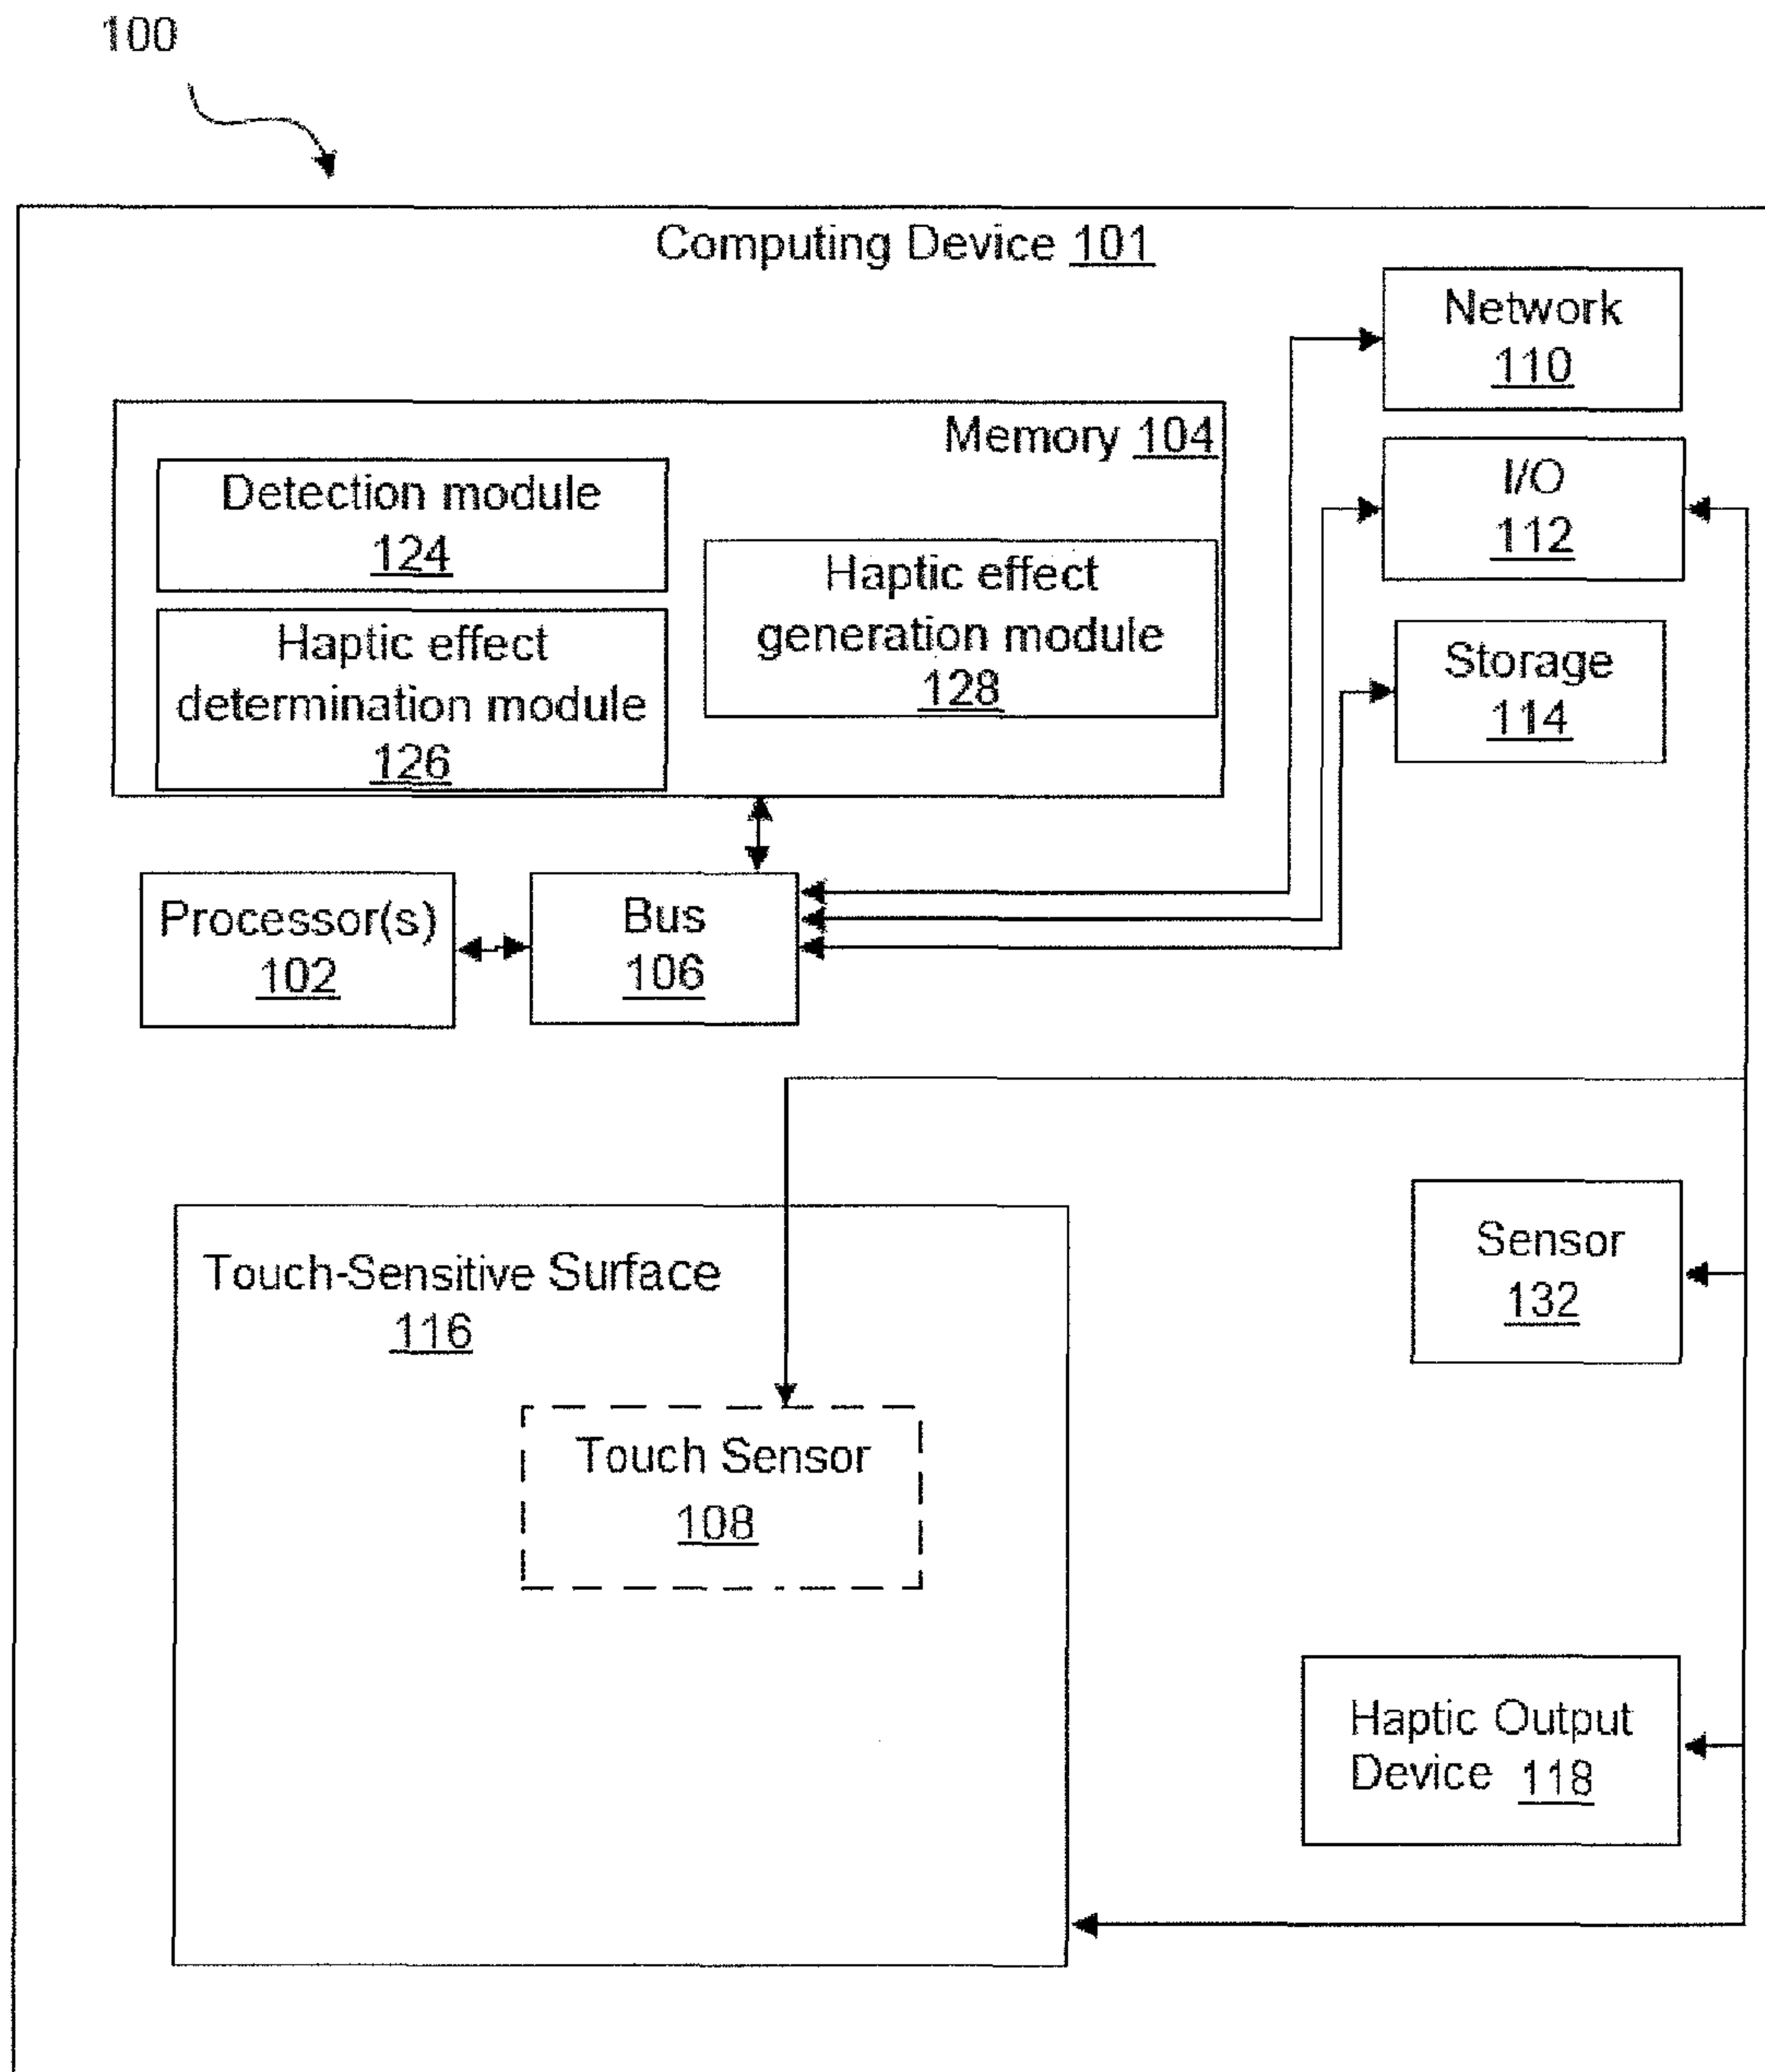 100
Computing Device 101
Network
110
Memory 104
I/O
112
Detection module
124
Haptic effect
generation module
128
Haptic effect
determination module
126
Storage
114
Processor(s)
102
Bus
106
Touch-Sensitive Surface
116
Sensor
132
Touch Sensor
108
Haptic Output
Device 118